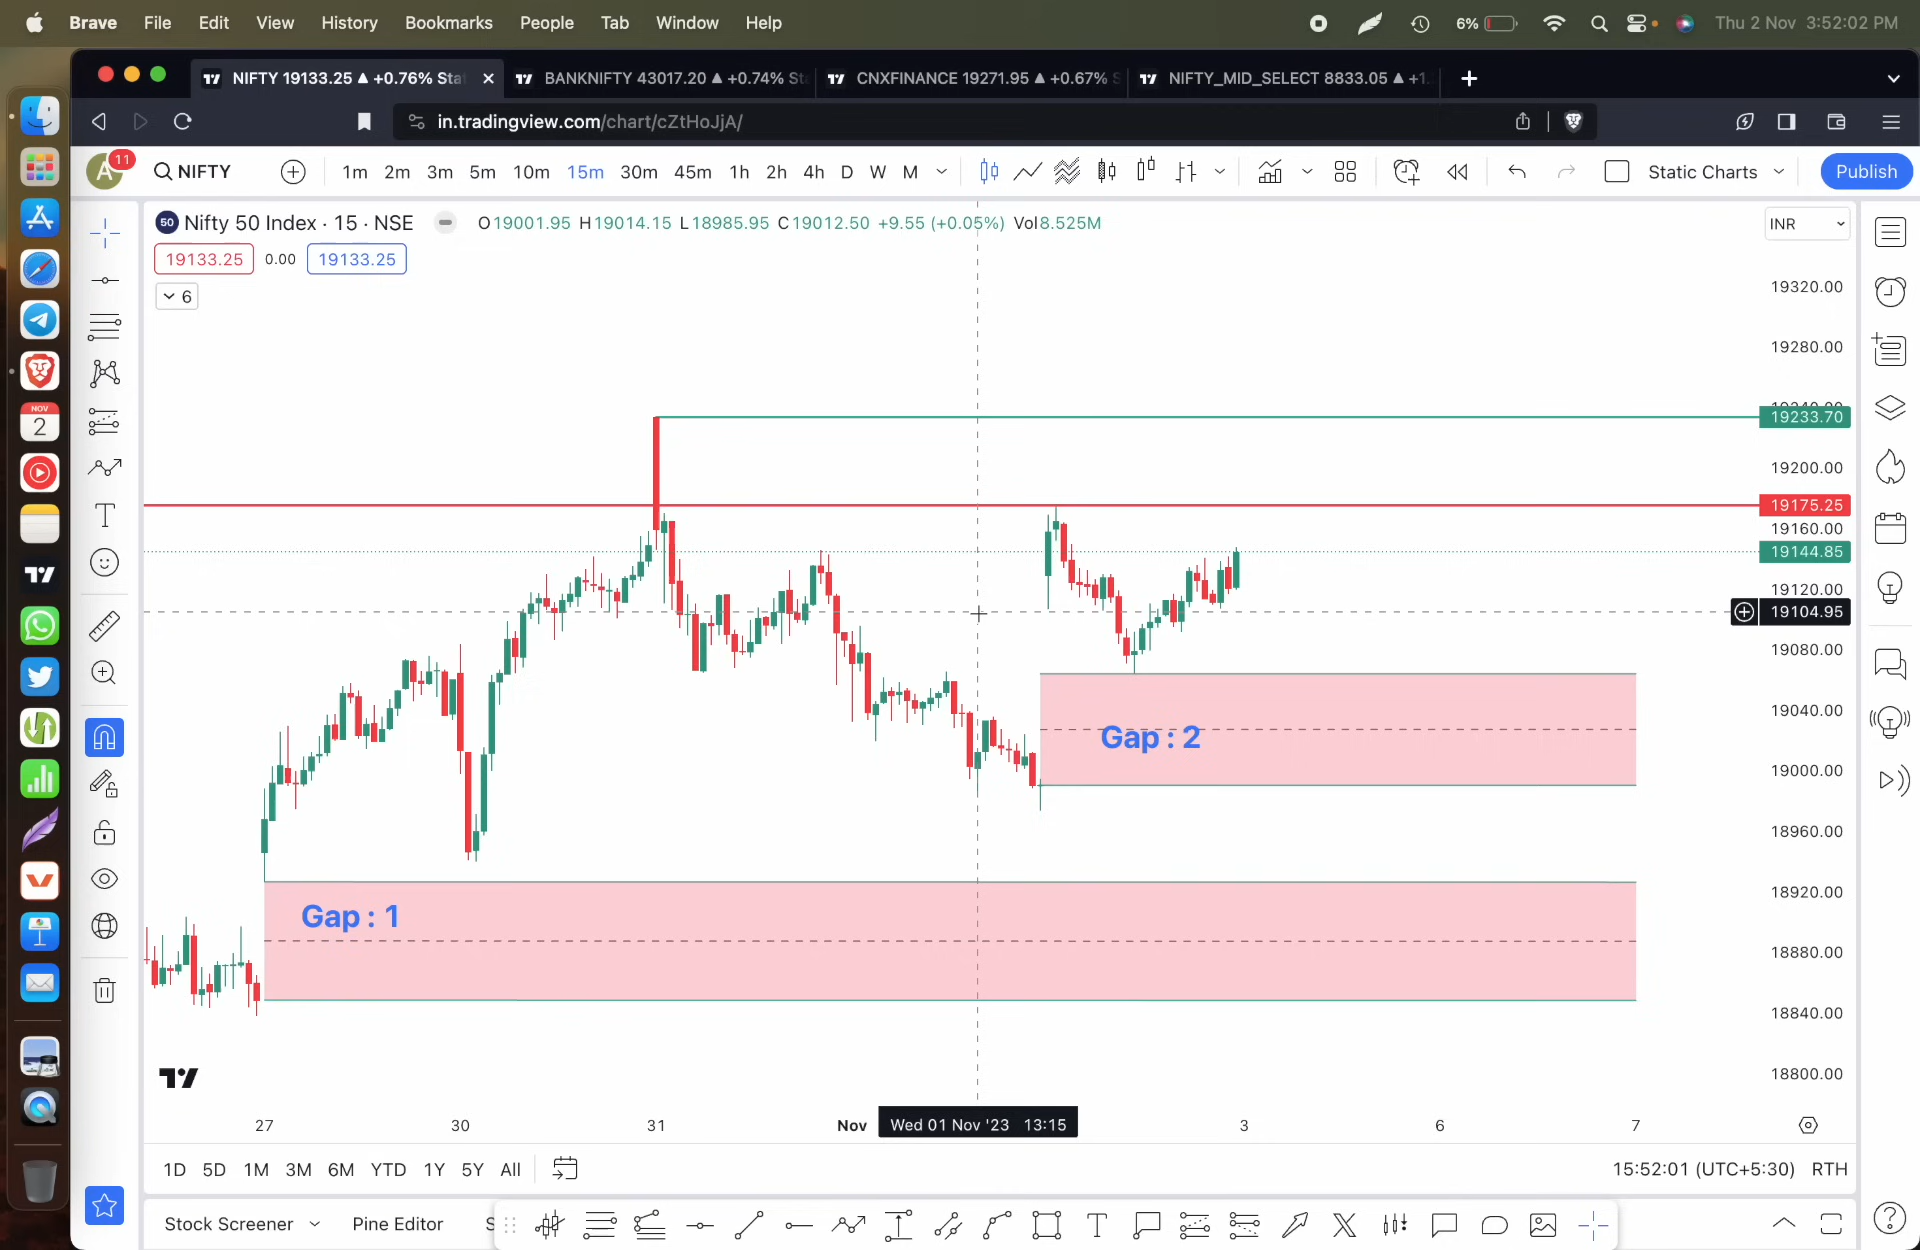 Brave File Edit View History Bookmarks People Tab Window Help 6% Thu 2 Nov 3:52:02 PM
NIFTY 19133.25 ▲ +0.76% BANKNIFTY 43017.20 ▲ +0.74% CNXFINANCE 19271.95 ▲ +0.67% NIFTY_MID_SELECT 8833.05 ▲
in.tradingview.com/chart/cZtHoJjA/
A 11 NIFTY 1m 2m 3m 5m 10m 15m 30m 45m 1h 2h 4h D W M Static Charts Publish
50 Nifty 50 Index · 15 · NSE O19001.95 H19014.15 L18985.95 C19012.50 +9.55 (+0.05%) Vol8.525M INR
19133.25 0.00 19133.25
6
19320.00
19280.00
19233.70
19200.00
19175.25
19160.00
19144.85
19120.00
19104.95
19080.00
19040.00
Gap : 2
19000.00
18960.00
18920.00
Gap : 1
18880.00
18840.00
18800.00
NOV
2
27 30 31 Nov Wed 01 Nov '23 13:15 3 6 7
1D 5D 1M 3M 6M YTD 1Y 5Y All 15:52:01 (UTC+5:30) RTH
Stock Screener Pine Editor